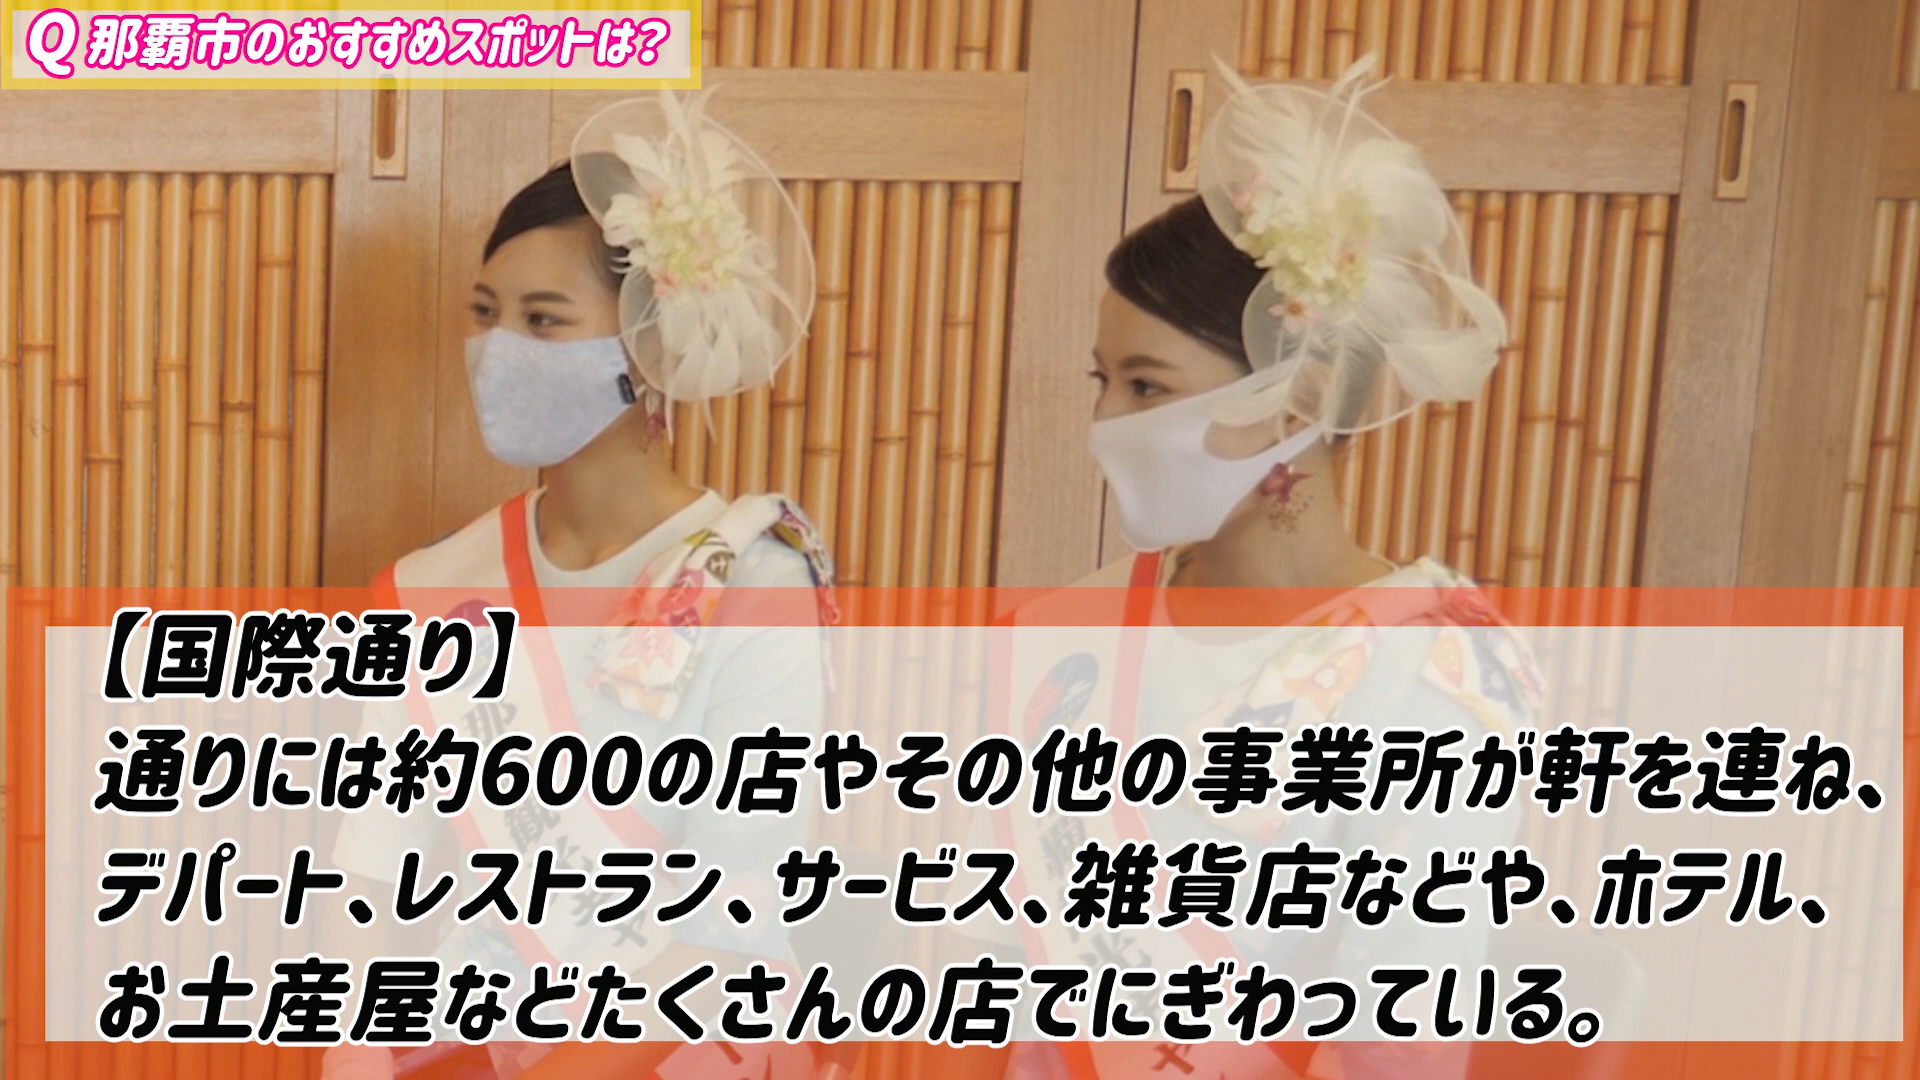 Q 那覇市のおすすめスポットは?
【国際通り】
通りには約600の店やその他の事業所が軒を連ね、
デパート、レストラン、サービス、雑貨店などや、ホテル、
お土産屋などたくさんの店でにぎわっている。